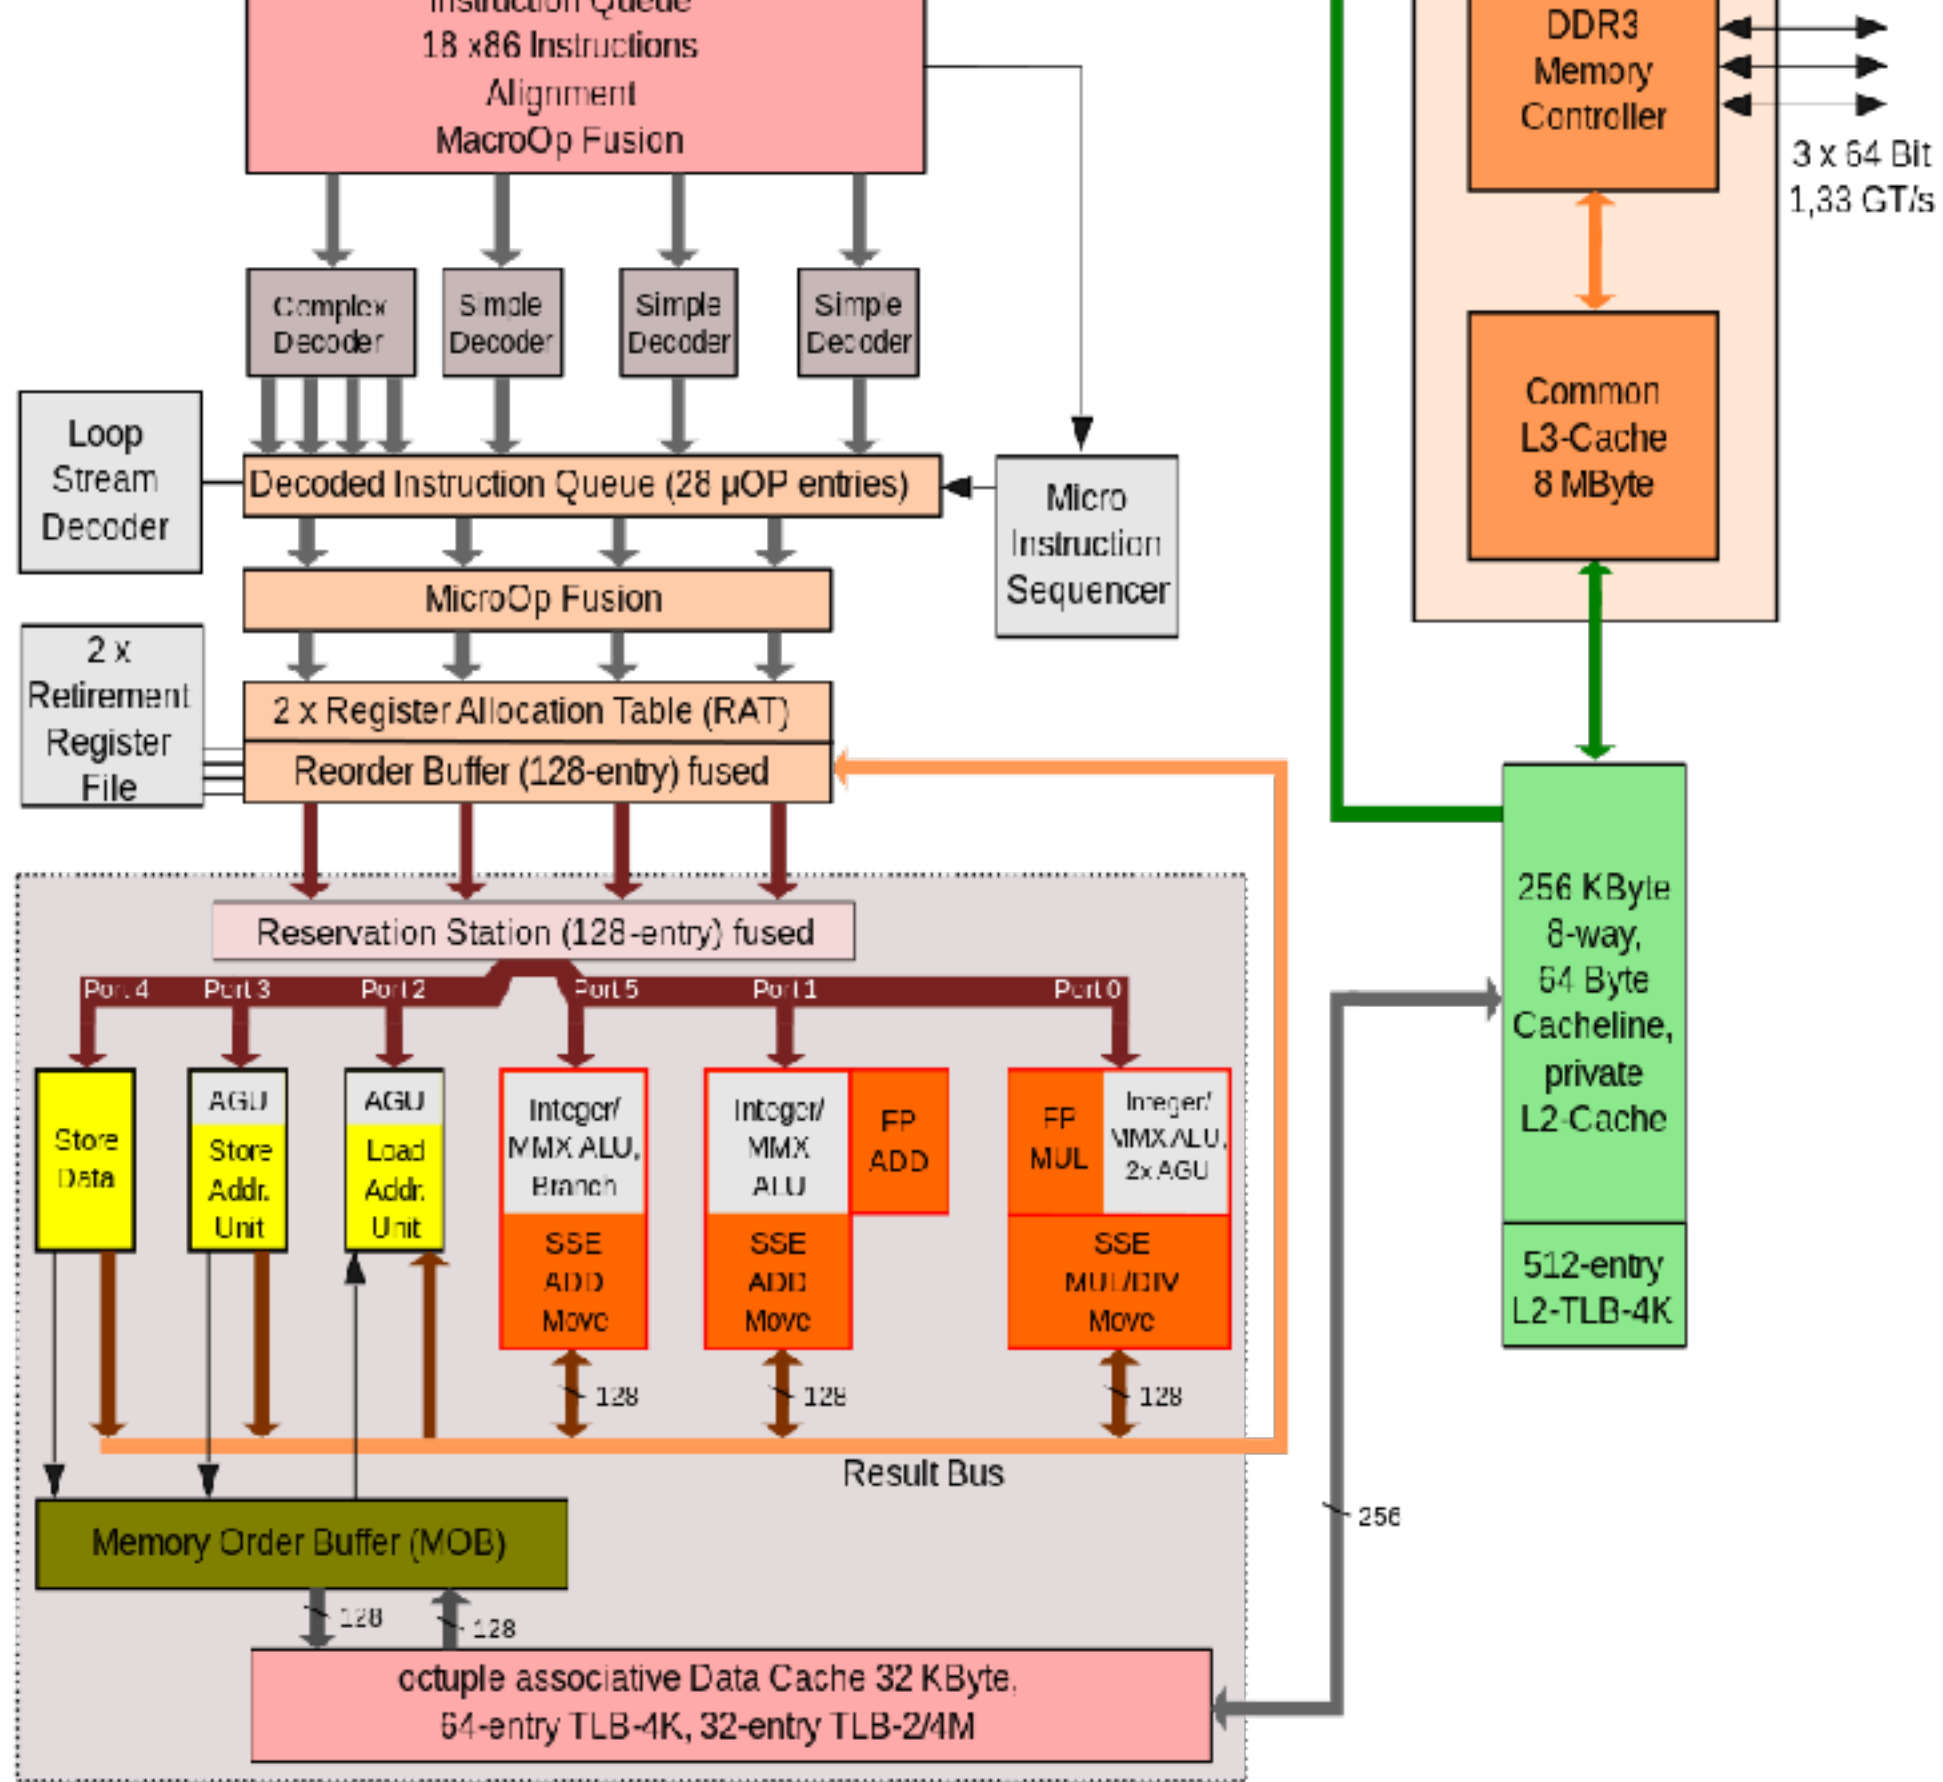 Instruction Queue
18 x86 Instructions
Alignment
MacroOp Fusion
DDR3
Memory
Controller
3 x 64 Bit
1,33 GT/s
Complex
Decoder
Simple
Decoder
Simple
Decoder
Simple
Decoder
Common
L3-Cache
8 MByte
Loop
Stream
Decoder
Decoded Instruction Queue (28 µOP entries)
Micro
Instruction
Sequencer
MicroOp Fusion
2 x
Retirement
Register
File
2 x Register Allocation Table (RAT)
Reorder Buffer (128-entry) fused
Reservation Station (128-entry) fused
Port 4
Port 3
Port 2
Port 5
Port 1
Port 0
Store
Data
AGU
Store
Addr.
Unit
AGU
Load
Addr.
Unit
Integer/
MMX ALU,
Branch
SSE
ADD
Move
Integer/
MMX
ALU
FP
ADD
SSE
ADD
Move
FP
MUL
Integer/
MMX ALU,
2x AGU
SSE
MUL/DIV
Move
128
128
128
Result Bus
256 KByte
8-way,
64 Byte
Cacheline,
private
L2-Cache
512-entry
L2-TLB-4K
256
Memory Order Buffer (MOB)
128
128
octuple associative Data Cache 32 KByte,
64-entry TLB-4K, 32-entry TLB-2/4M